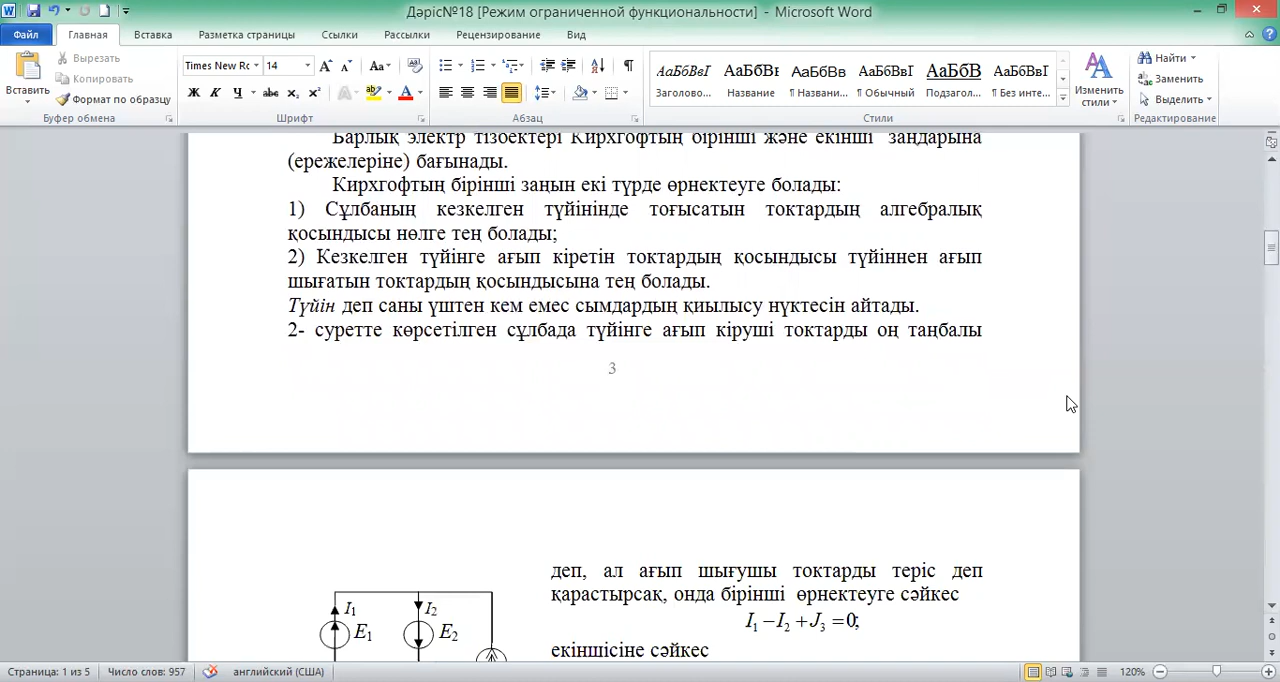 Дәріс№18 [Режим ограниченной функциональности] - Microsoft Word
Файл Главная Вставка Разметка страницы Ссылки Рассылки Рецензирование Вид
Вставить
Вырезать
Копировать
Формат по образцу
Буфер обмена
Times New Rc 14
Ж К Ч abc x₂ x²
Шрифт
Абзац
АаБбВвІ АаБбВı АаБбВв АаБбВвІ АаБбВ АаБбВвІ
Заголово... Название ¶ Названи... ¶ Обычный Подзагол... ¶ Без инте...
Стили
Изменить
стили
Найти
Заменить
Выделить
Редактирование
Барлық электр тізбектері Кирхгофтың бірінші және екінші заңдарына
(ережелеріне) бағынады.
Кирхгофтың бірінші заңын екі түрде өрнектеуге болады:
1) Сұлбаның кезкелген түйінінде тоғысатын токтардың алгебралық
қосындысы нөлге тең болады;
2) Кезкелген түйінге ағып кіретін токтардың қосындысы түйіннен ағып
шығатын токтардың қосындысына тең болады.
Түйін деп саны үштен кем емес сымдардың қиылысу нүктесін айтады.
2- суретте көрсетілген сұлбада түйінге ағып кіруші токтарды оң таңбалы
3
деп, ал ағып шығушы токтарды теріс деп
қарастырсақ, онда бірінші өрнектеуге сәйкес
I₁ − I₂ + J₃ = 0;
екіншісіне сәйкес
I₁ I₂
E₁ E₂
Страница: 1 из 5 Число слов: 957 английский (США) 120%